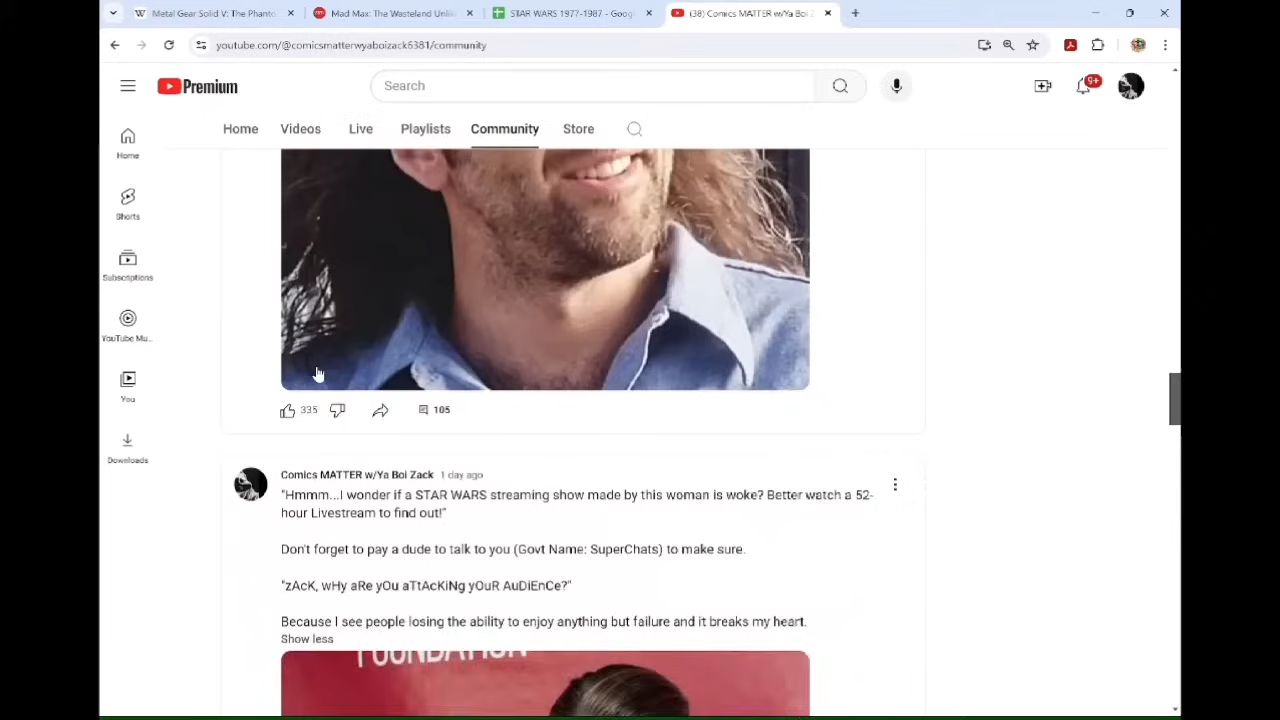 Metal Gear Solid V: The Phanto
Mad Max: The Wasteland Unlik
STAR WARS 1977-1987 - Googl
(38) Comics MATTER w/Ya Boi Z
youtube.com/@comicsmatterwyaboizack6381/community
Premium
Search
9+
Home
Videos
Live
Playlists
Community
Store
Home
Shorts
Subscriptions
YouTube Mu...
You
Downloads
335
105
Comics MATTER w/Ya Boi Zack 1 day ago
"Hmmm...I wonder if a STAR WARS streaming show made by this woman is woke? Better watch a 52-
hour Livestream to find out!"
Don't forget to pay a dude to talk to you (Govt Name: SuperChats) to make sure.
"zAcK, wHy aRe yOu aTtAcKiNg yOuR AuDiEnCe?"
Because I see people losing the ability to enjoy anything but failure and it breaks my heart.
Show less
FOUNDATION